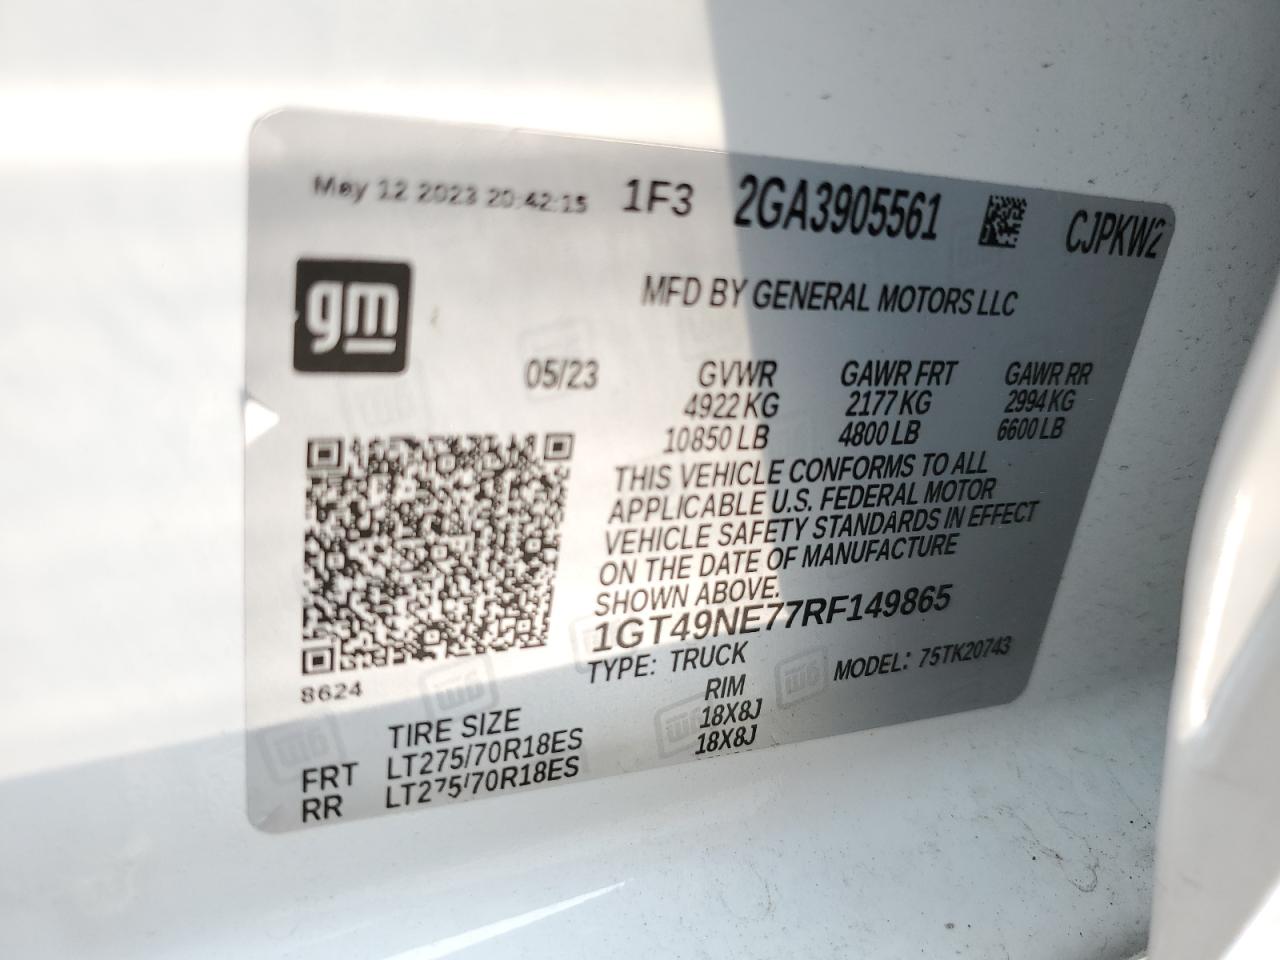 May 12 2023 20:42:15 1F3 2GA3905561 CJPKW2
gm
MFD BY GENERAL MOTORS LLC
05/23 GVWR GAWR FRT GAWR RR
4922 KG 2177 KG 2994 KG
10850 LB 4800 LB 6600 LB
THIS VEHICLE CONFORMS TO ALL
APPLICABLE U.S. FEDERAL MOTOR
VEHICLE SAFETY STANDARDS IN EFFECT
ON THE DATE OF MANUFACTURE
SHOWN ABOVE.
1GT49NE77RF149865
TYPE: TRUCK MODEL: 75TK20743
8624
TIRE SIZE RIM
FRT LT275/70R18ES 18X8J
RR LT275/70R18ES 18X8J